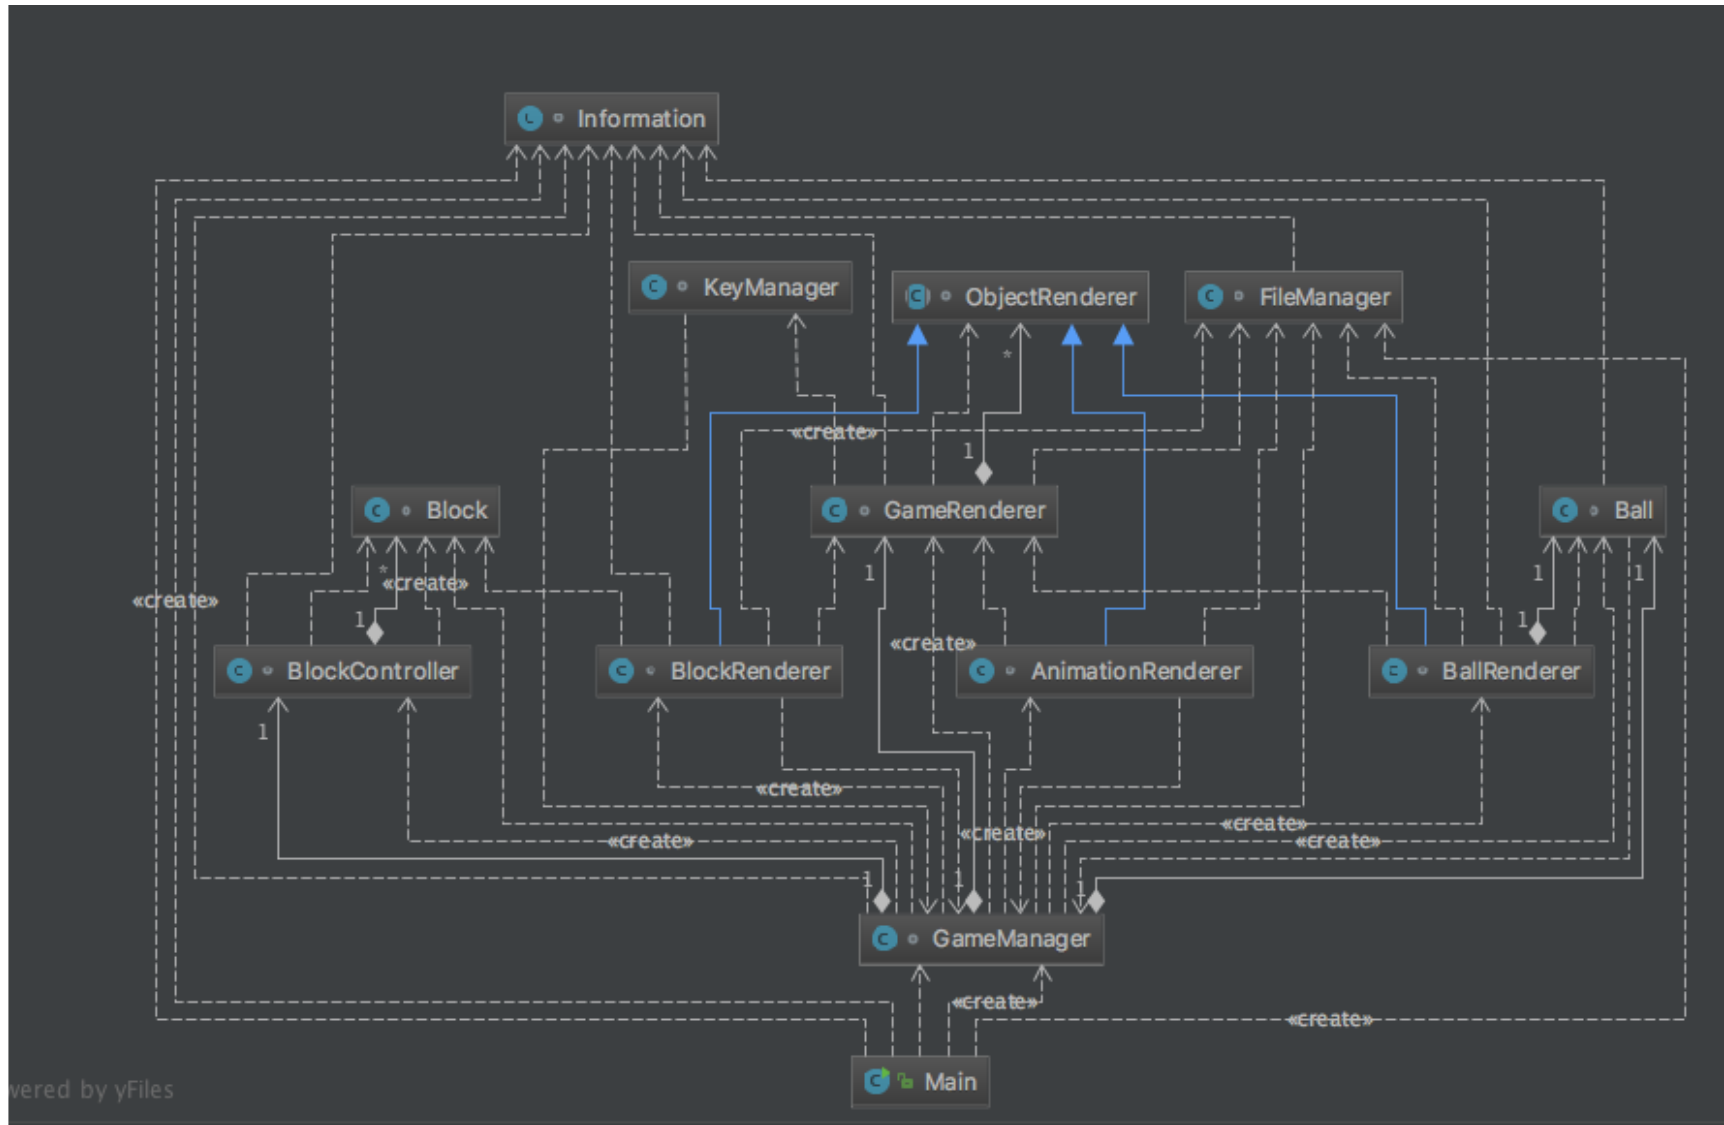 Information
KeyManager
ObjectRenderer
FileManager
*
«create»
1
Block
GameRenderer
Ball
*
«create»
1
1
1
«create»
1
1
«create»
BlockController
BlockRenderer
AnimationRenderer
BallRenderer
1
«create»
«create»
«create»
«create»
«create»
1
1
1
GameManager
«create»
«create»
Main
wered by yFiles